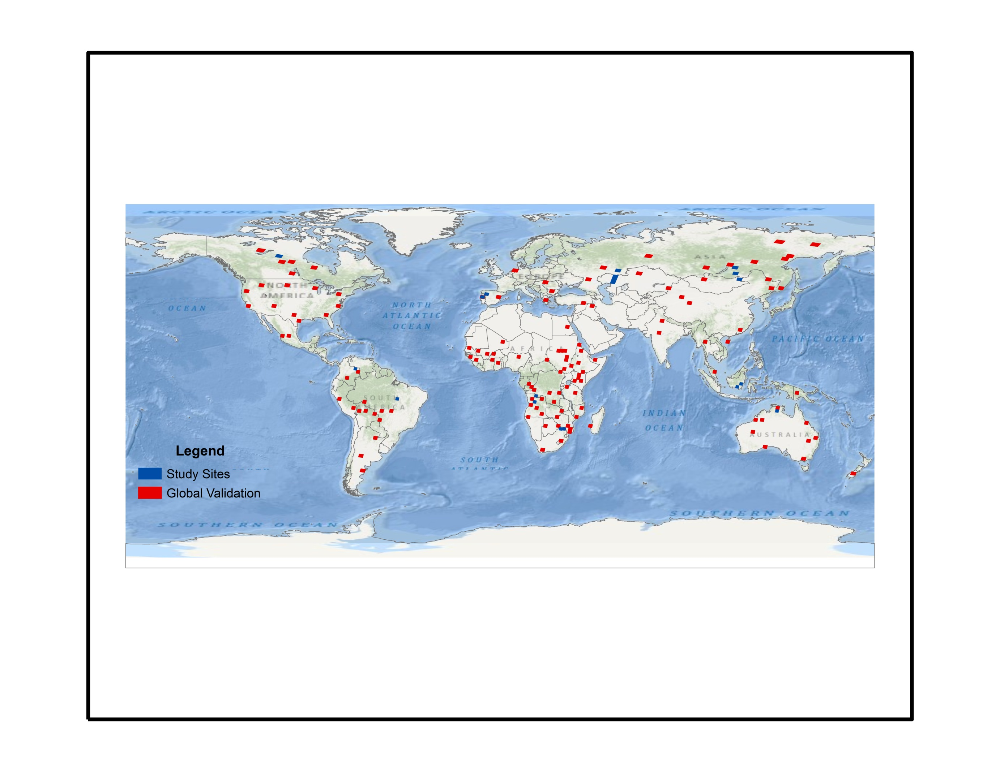 ARCTIC OCEAN
ARCTIC OCEAN
ASIA
EUROPE
NORTH
AMERICA
OCEAN
NORTH
ATLANTIC
OCEAN
PACIFIC OCEAN
AFRICA
SOUTH
AMERICA
INDIAN
OCEAN
AUSTRALIA
Legend
Study Sites
Global Validation
SOUTH
ATLANTIC
SOUTHERN OCEAN
SOUTHERN OCEAN